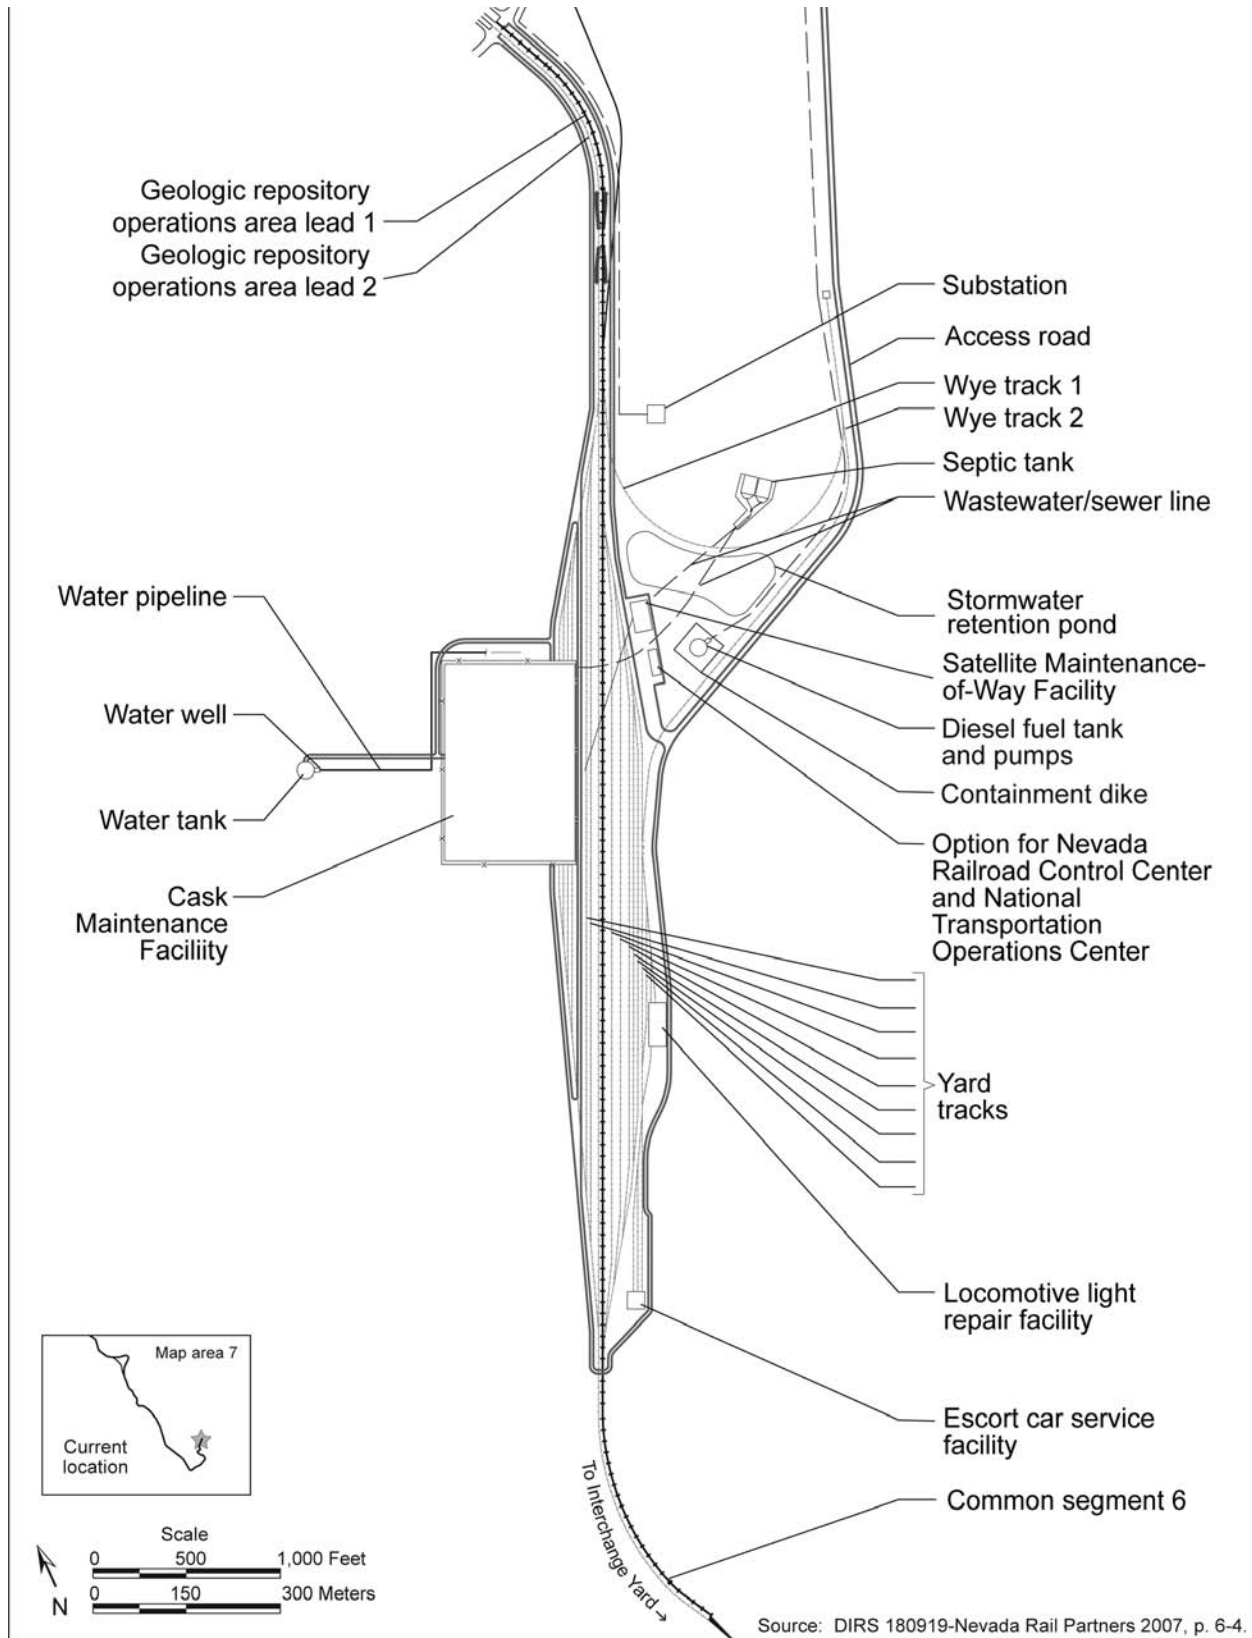 Geologic repository
operations area lead 1
Geologic repository
operations area lead 2
Substation
Access road
Wye track 1
Wye track 2
Septic tank
Wastewater/sewer line
Water pipeline
Stormwater
retention pond
Satellite Maintenance-
of-Way Facility
Water well
Diesel fuel tank
and pumps
Containment dike
Water tank
Option for Nevada
Railroad Control Center
and National
Transportation
Operations Center
Cask
Maintenance
Faciliity
Yard
tracks
Locomotive light
repair facility
Map area 7
Current
location
Escort car service
facility
To Interchange Yard →
Common segment 6
Scale
0 500 1,000 Feet
0 150 300 Meters
N
Source: DIRS 180919-Nevada Rail Partners 2007, p. 6-4.